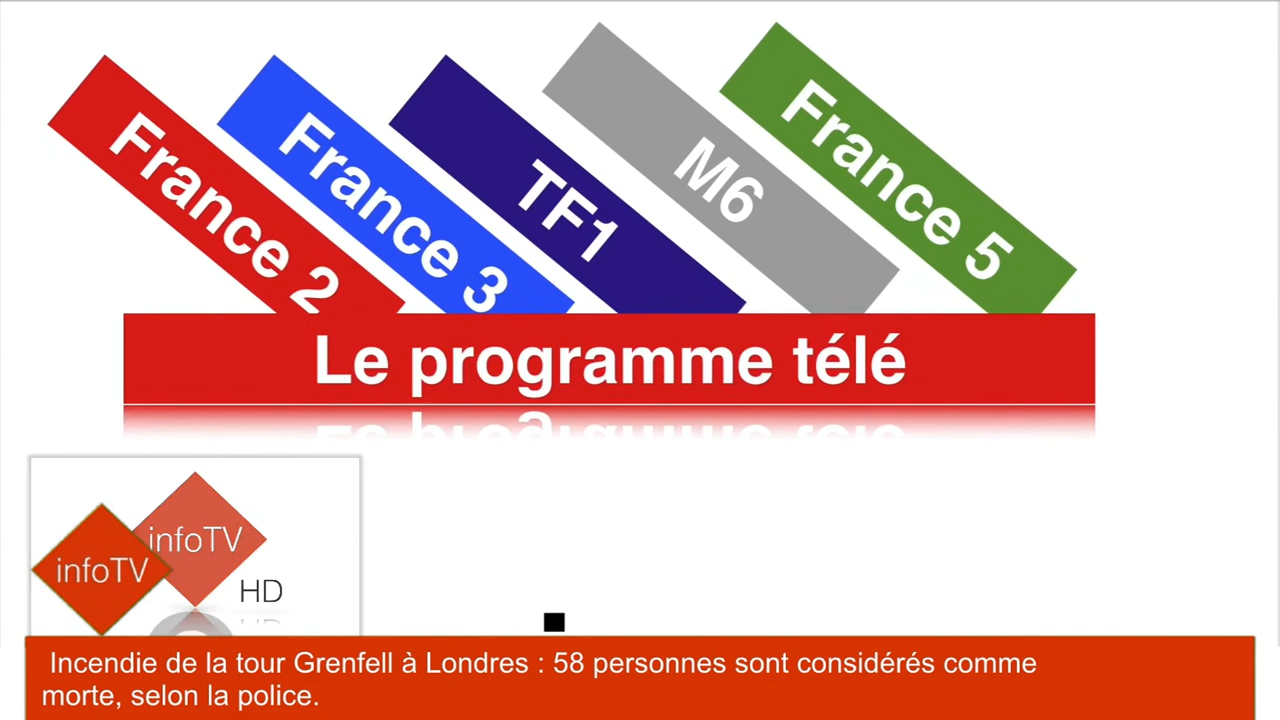 France 2
France 3
TF1
M6
France 5
Le programme télé
infoTV
infoTV
HD
Incendie de la tour Grenfell à Londres : 58 personnes sont considérés comme
morte, selon la police.